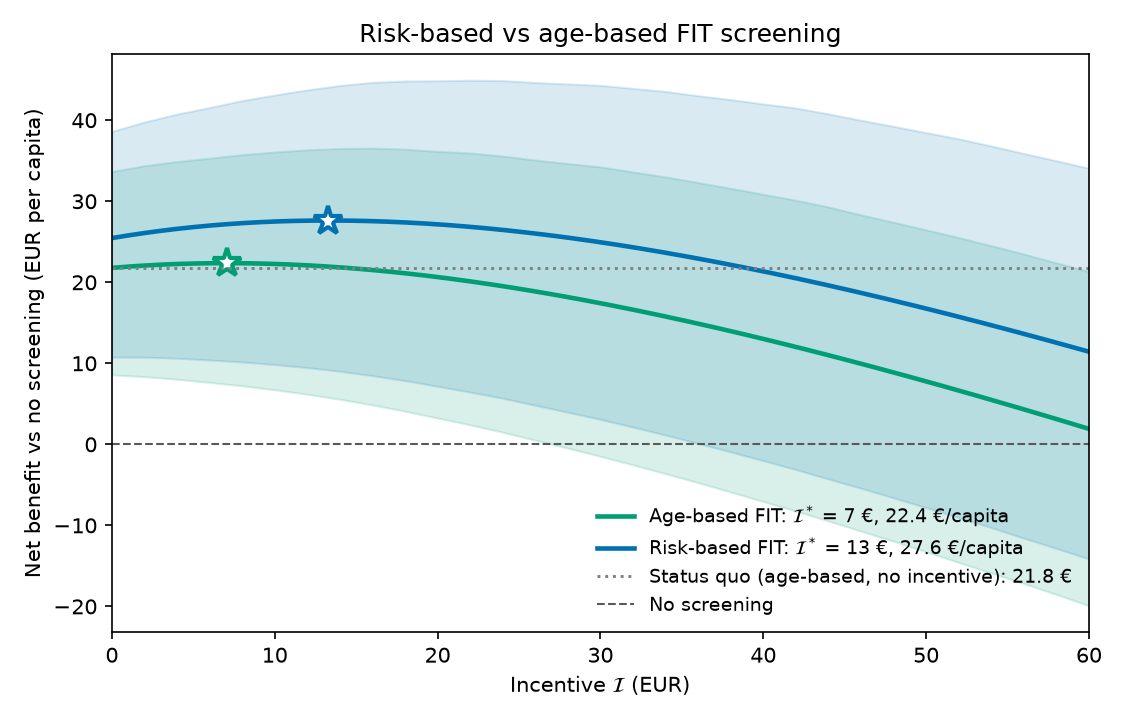 Risk-based vs age-based FIT screening
Net benefit vs no screening (EUR per capita)
40
30
20
10
0
−10
−20
Age-based FIT: 𝓘* = 7 €, 22.4 €/capita
Risk-based FIT: 𝓘* = 13 €, 27.6 €/capita
Status quo (age-based, no incentive): 21.8 €
No screening
0 10 20 30 40 50 60
Incentive 𝓘 (EUR)